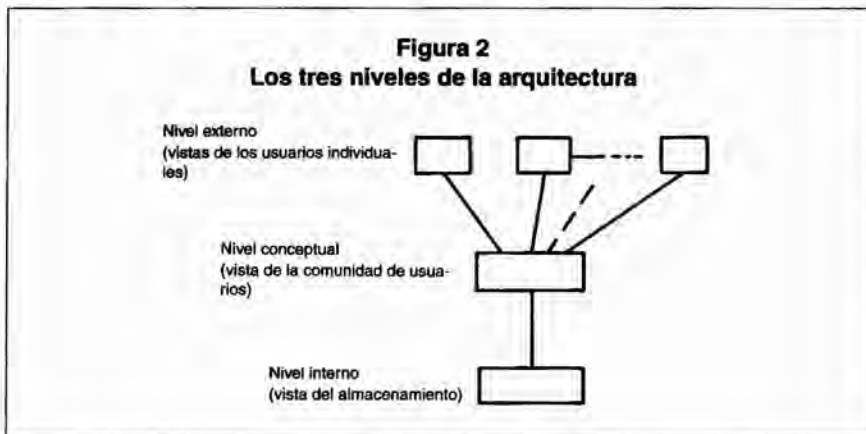 Figura 2
Los tres niveles de la arquitectura
Nivel externo
(vistas de los usuarios individua-
les)
Nivel conceptual
(vista de la comunidad de usua-
rios)
Nivel interno
(vista del almacenamiento)